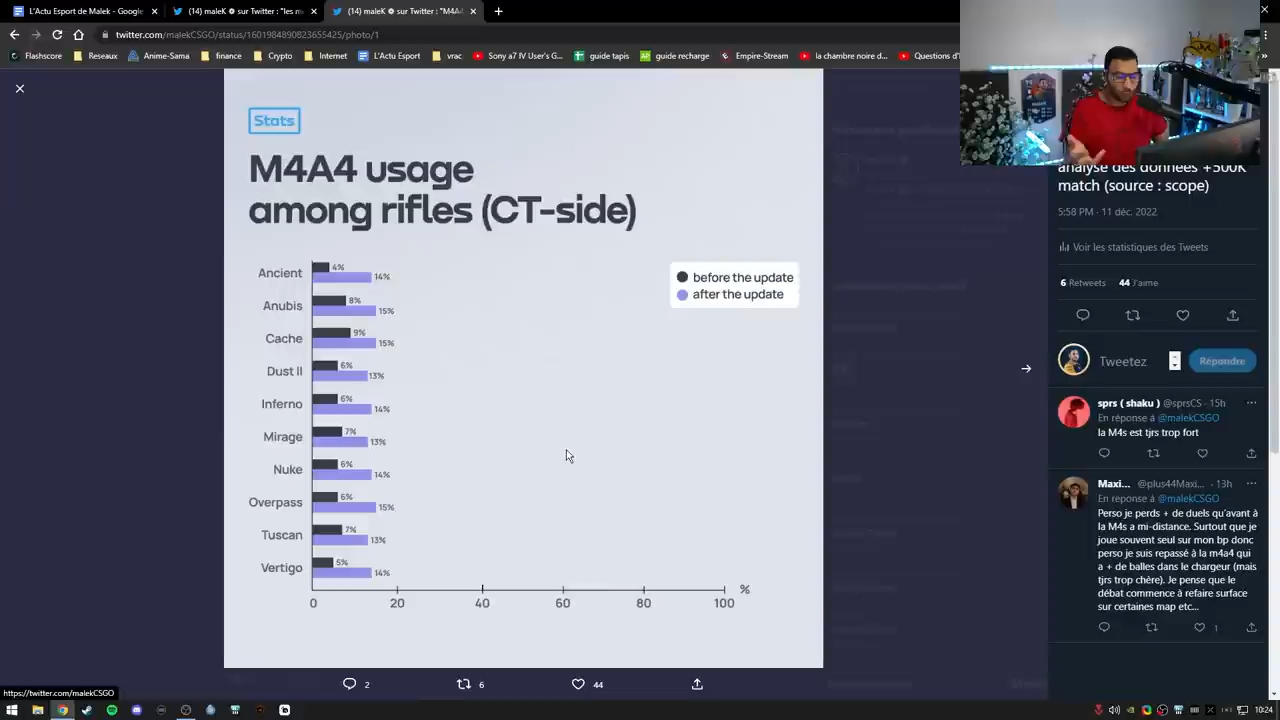 L'Actu Esport de Malek - Google
(14) maleK sur Twitter : "les m
(14) maleK sur Twitter : "M4A4
twitter.com/malekCSGO/status/1601984890823655425/photo/1
Flashscore
Reseaux
Anime-Sama
finance
Crypto
Internet
L'Actu Esport
vrac
Sony a7 IV User's G...
guide tapis
guide recharge
Empire-Stream
la chambre noire d...
Questions d'
Stats
M4A4 usage
among rifles (CT-side)
before the update
after the update
Ancient 4% 14%
Anubis 8% 15%
Cache 9% 15%
Dust II 6% 13%
Inferno 6% 14%
Mirage 7% 13%
Nuke 6% 14%
Overpass 6% 15%
Tuscan 7% 13%
Vertigo 5% 14%
0 20 40 60 80 100 %
2 6 44
analyse des données +500K
match (source : scope)
5:58 PM · 11 déc. 2022
Voir les statistiques des Tweets
6 Retweets 44 J'aime
Tweetez
Répondre
sprs ( shaku ) @sprsCS · 15h
En réponse à @malekCSGO
la M4s est tjrs trop fort
Maxi... @plus44Maxi... · 13h
En réponse à @malekCSGO
Perso je perds + de duels qu'avant à
la M4s a mi-distance. Surtout que je
joue souvent seul sur mon bp donc
perso je suis repassé à la m4a4 qui
a + de balles dans le chargeur (mais
tjrs trop chère). Je pense que le
débat commence à refaire surface
sur certaines map etc...
1
https://twitter.com/malekCSGO
10:24